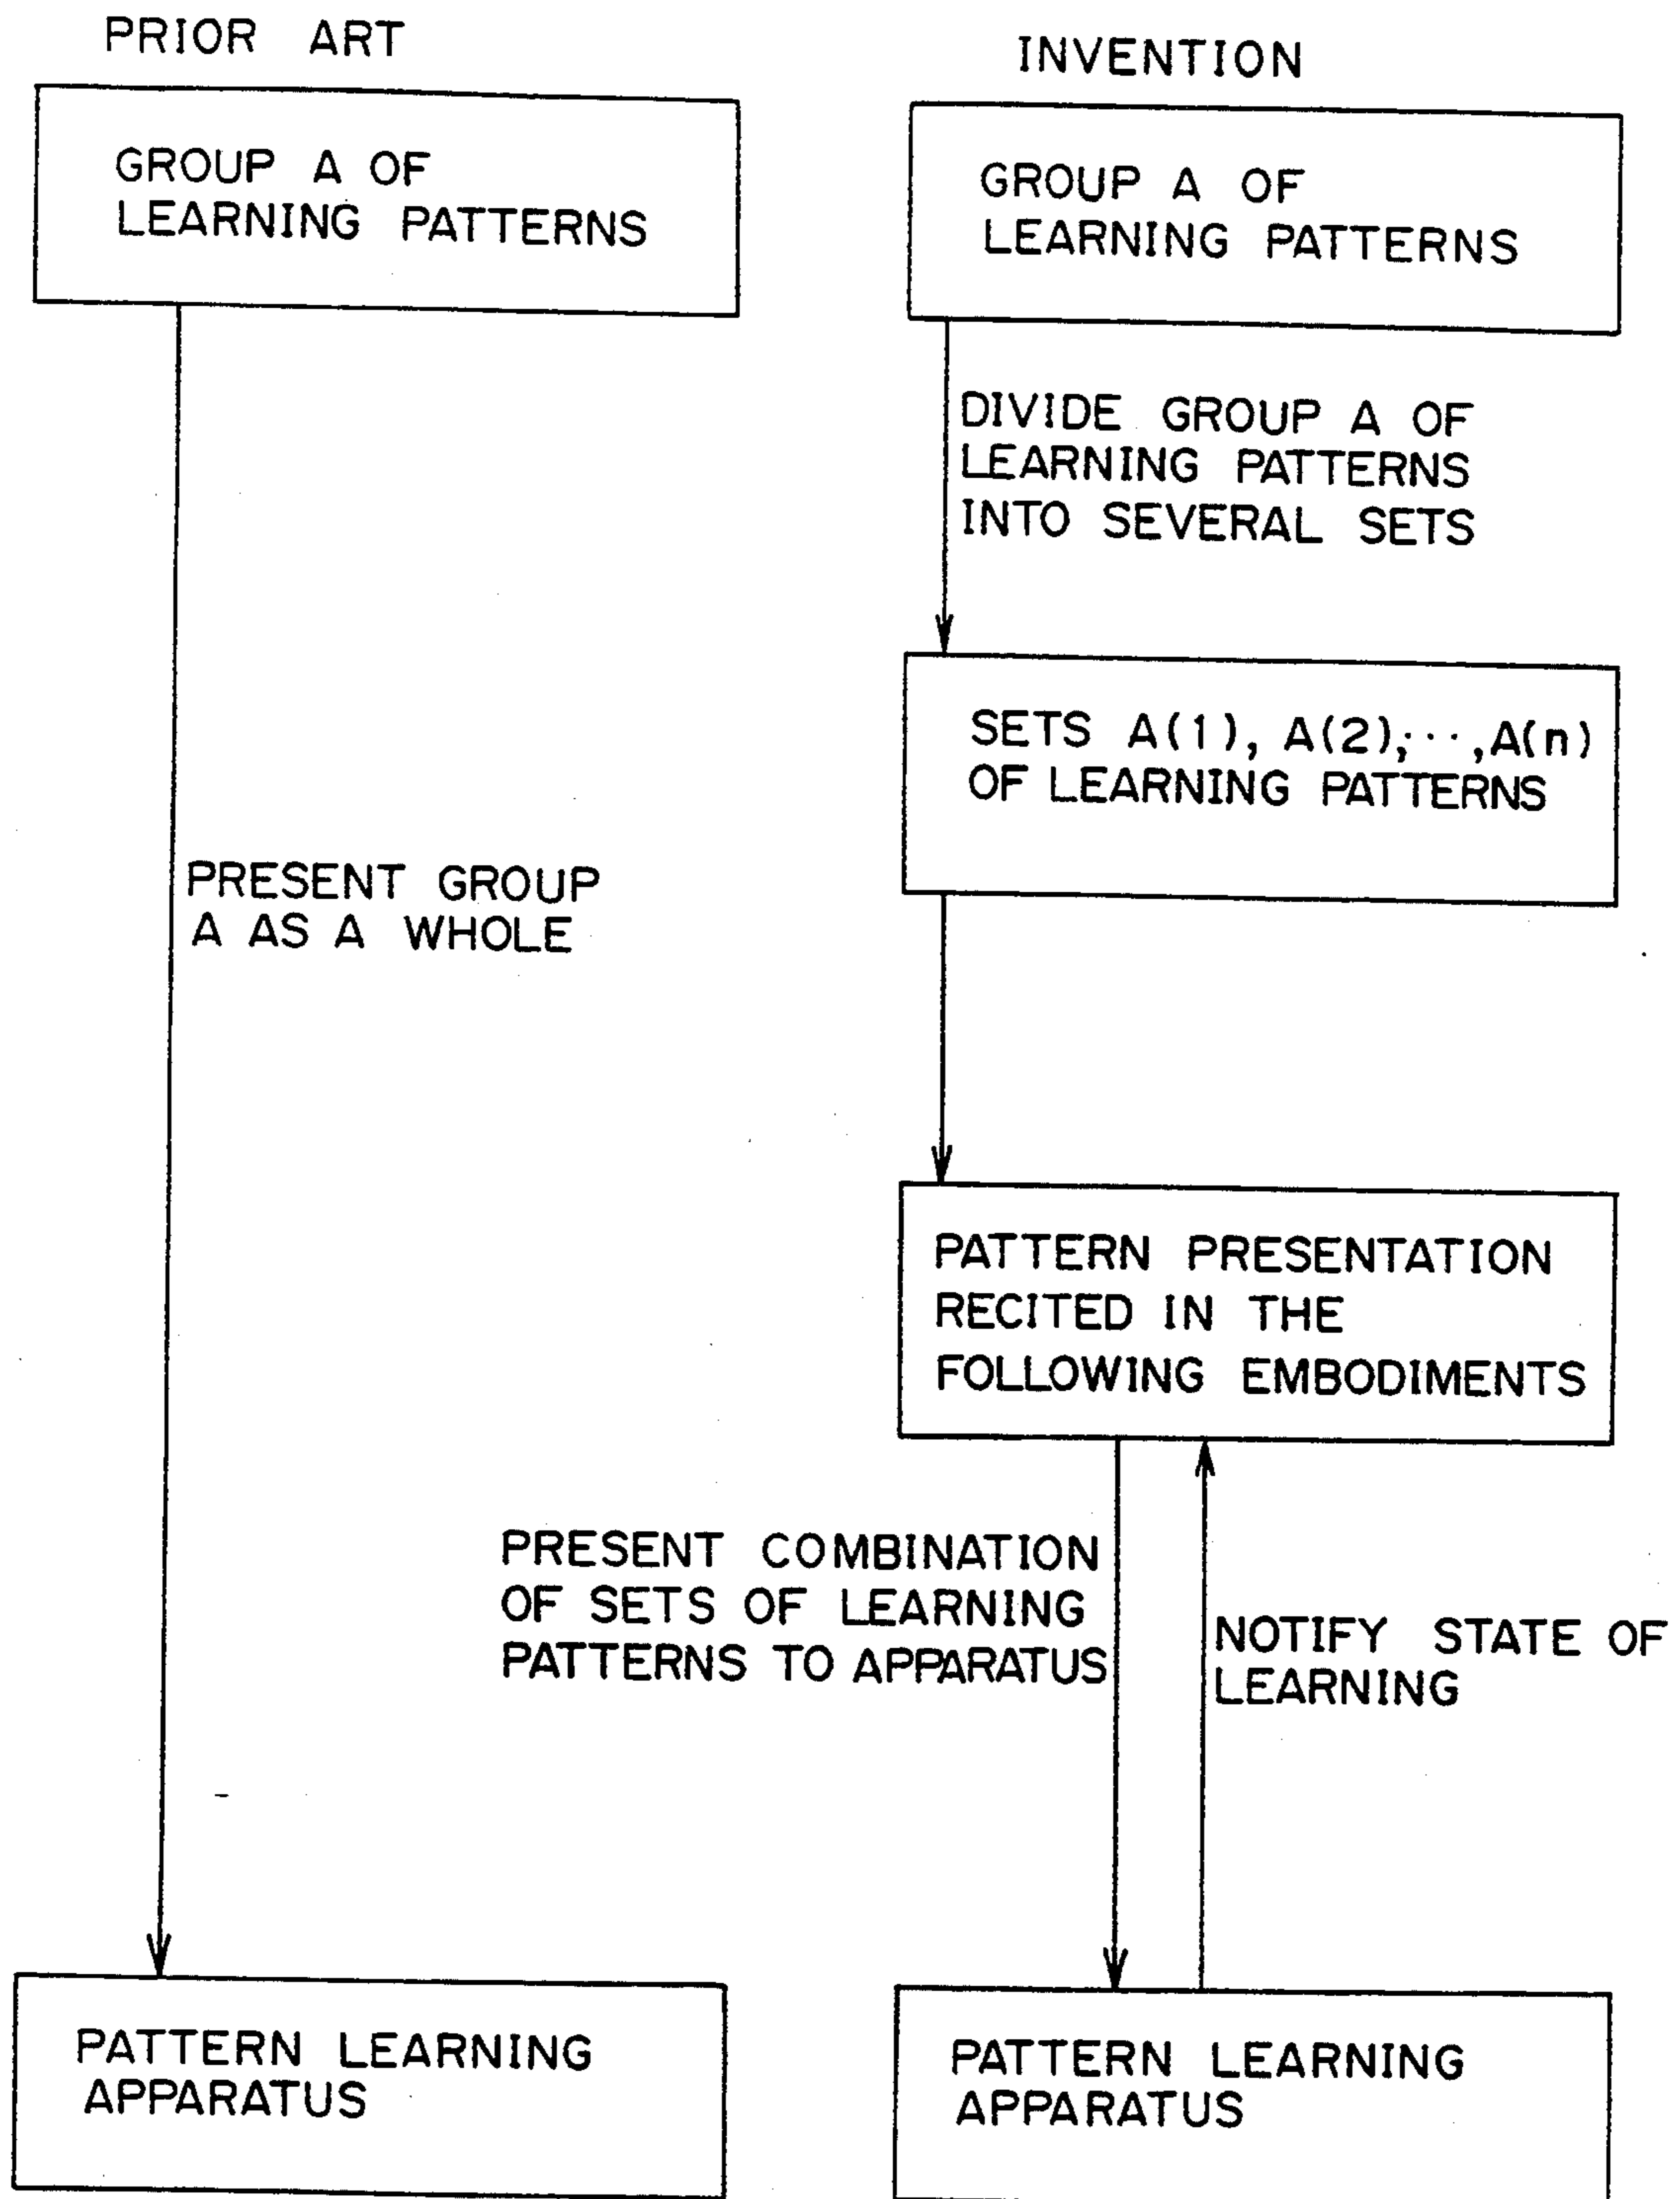 PRIOR ART
GROUP A OF
LEARNING PATTERNS
PRESENT GROUP
A AS A WHOLE
PATTERN LEARNING
APPARATUS
INVENTION
GROUP A OF
LEARNING PATTERNS
DIVIDE GROUP A OF
LEARNING PATTERNS
INTO SEVERAL SETS
SETS A(1), A(2),···,A(n)
OF LEARNING PATTERNS
PATTERN PRESENTATION
RECITED IN THE
FOLLOWING EMBODIMENTS
PRESENT COMBINATION
OF SETS OF LEARNING
PATTERNS TO APPARATUS
NOTIFY STATE OF
LEARNING
PATTERN LEARNING
APPARATUS